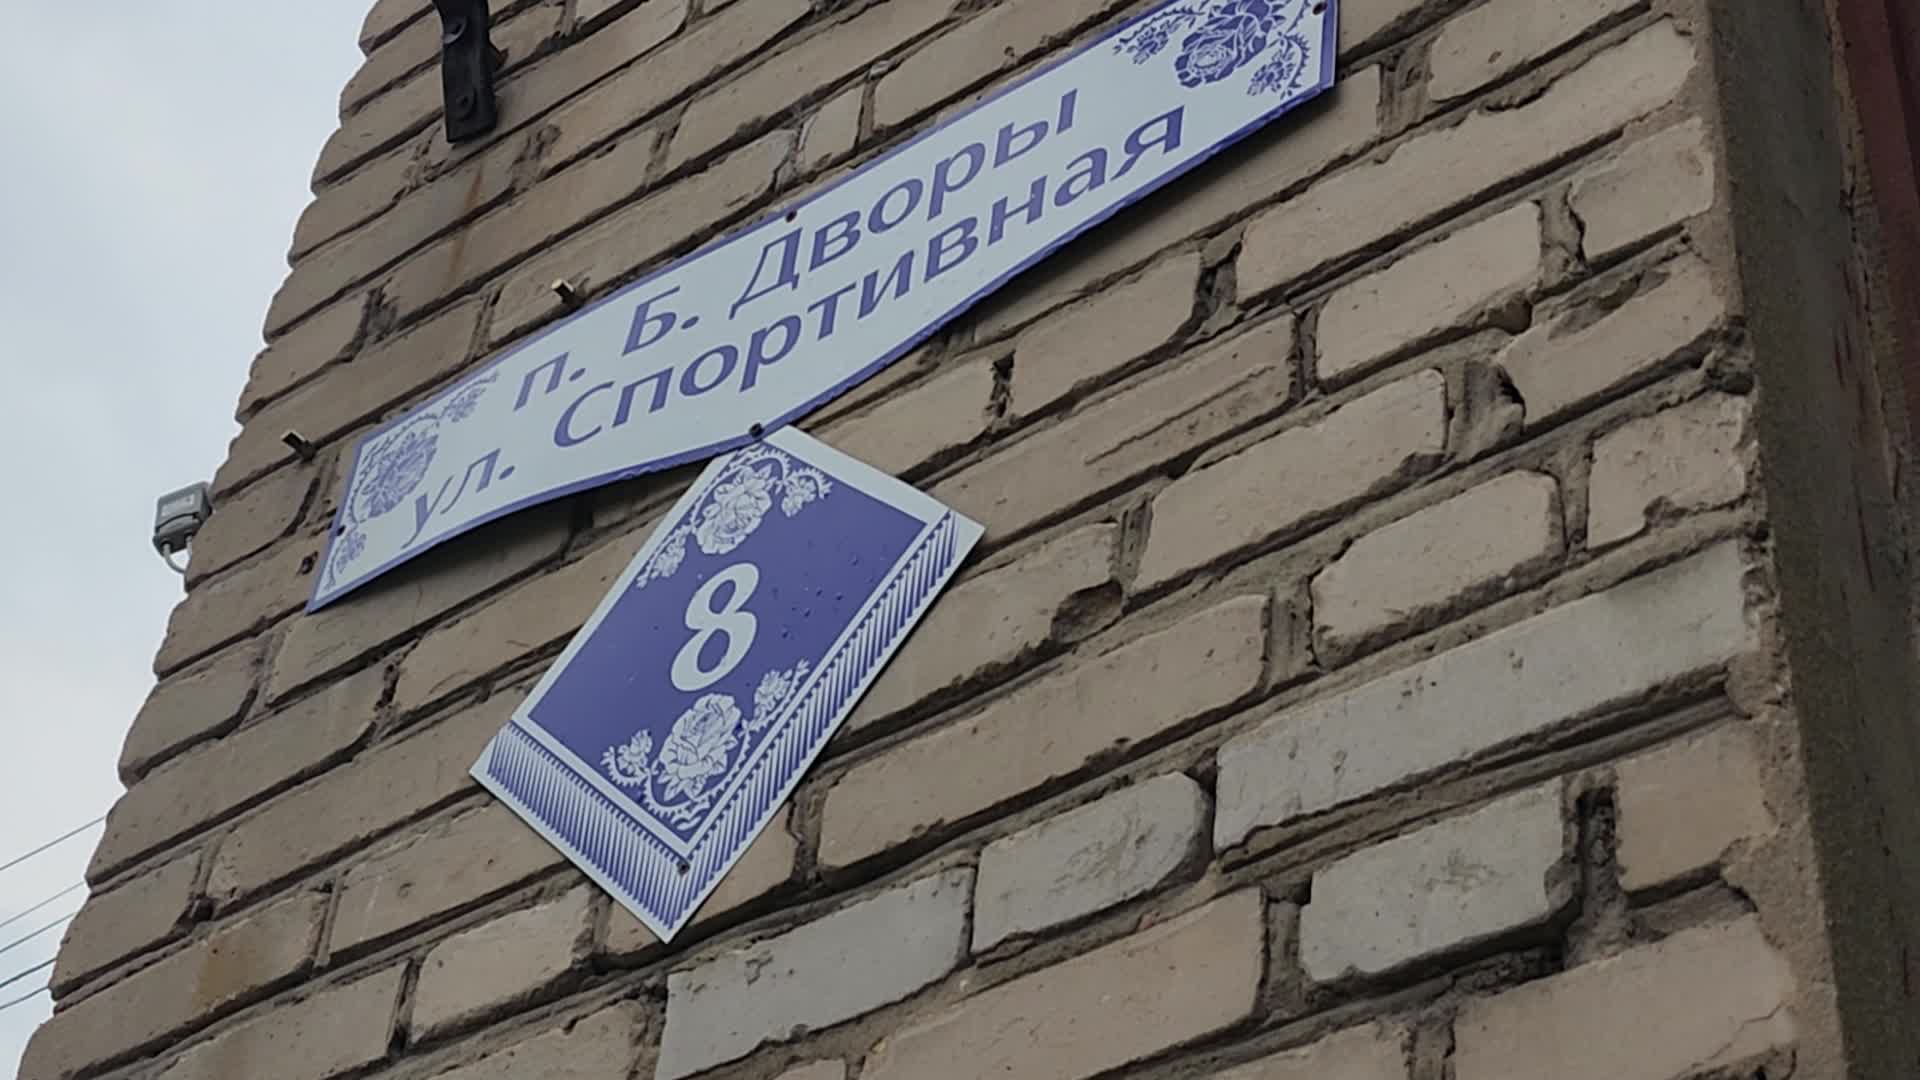 п. Б. Дворы
ул. Спортивная
8